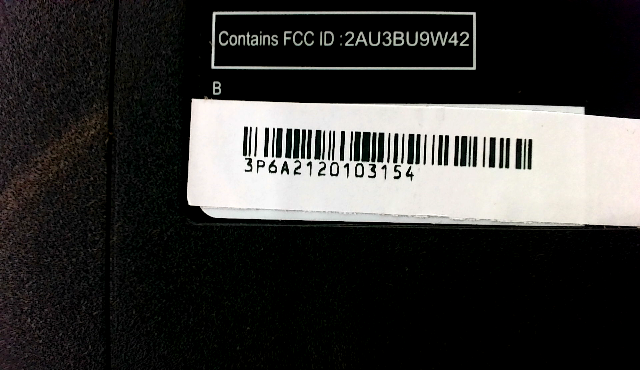 Contains FCC ID :2AU3BU9W42
B
3P6A2120103154